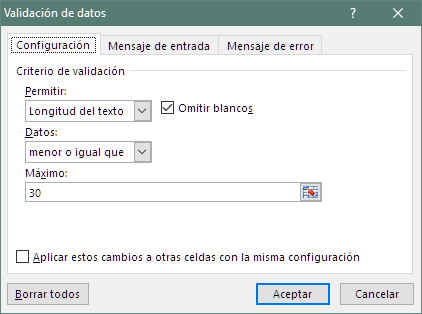 Validación de datos
Configuración Mensaje de entrada Mensaje de error
Criterio de validación
Permitir:
Longitud del texto Omitir blancos
Datos:
menor o igual que
Máximo:
30
Aplicar estos cambios a otras celdas con la misma configuración
Borrar todos Aceptar Cancelar